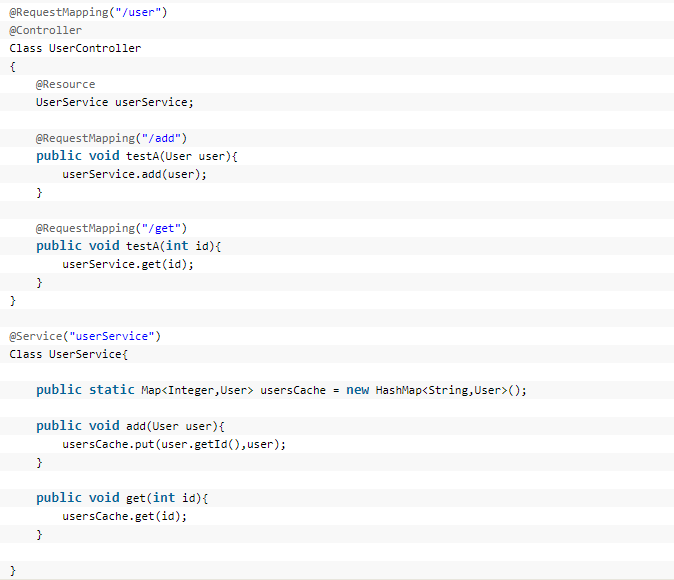 @RequestMapping("/user")
@Controller
Class UserController
{
    @Resource
    UserService userService;

    @RequestMapping("/add")
    public void testA(User user){
        userService.add(user);
    }

    @RequestMapping("/get")
    public void testA(int id){
        userService.get(id);
    }
}

@Service("userService")
Class UserService{

    public static Map<Integer,User> usersCache = new HashMap<String,User>();

    public void add(User user){
        usersCache.put(user.getId(),user);
    }

    public void get(int id){
        usersCache.get(id);
    }

}